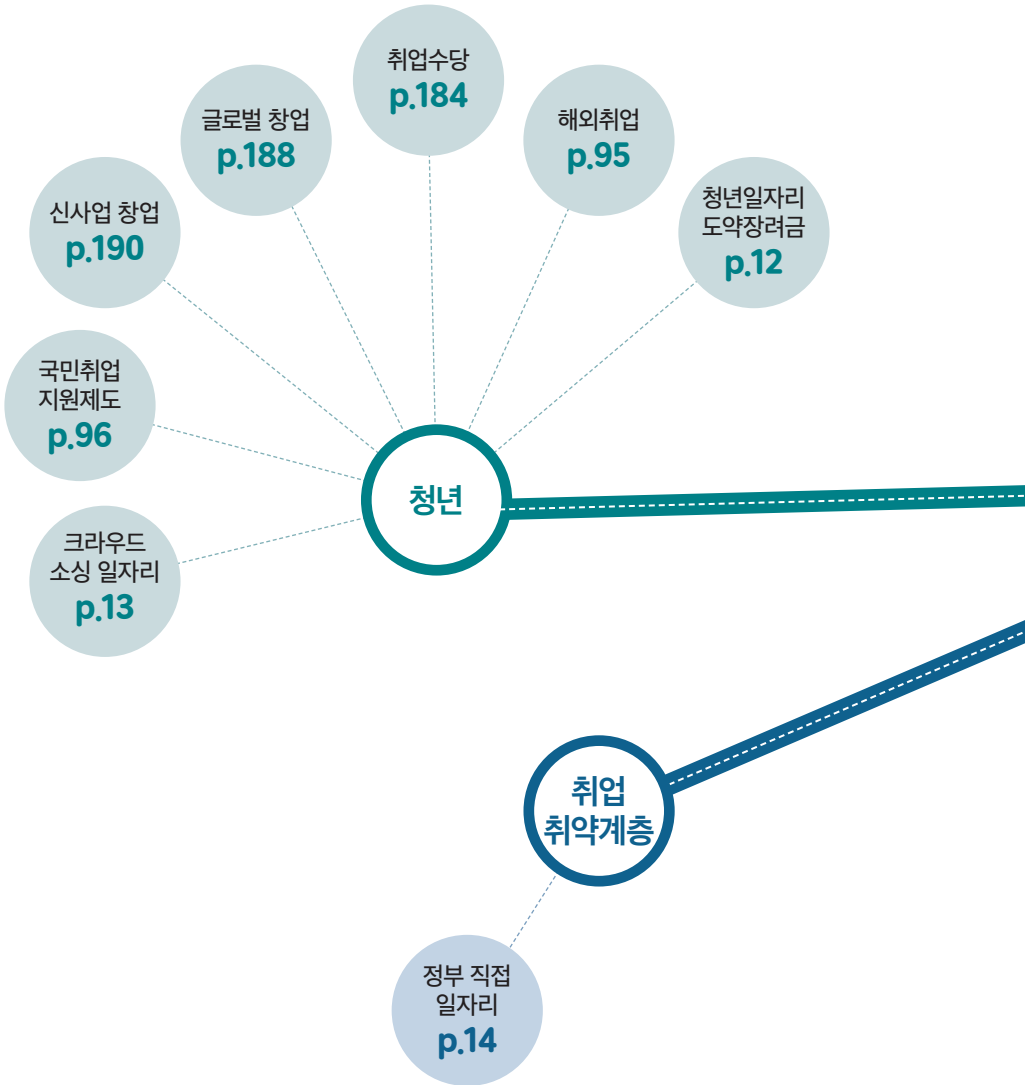 취업수당
p.184
글로벌 창업
p.188
해외취업
p.95
신사업 창업
p.190
청년일자리
도약장려금
p.12
국민취업
지원제도
p.96
크라우드
소싱 일자리
p.13
청년
취업
취약계층
정부 직접
일자리
p.14